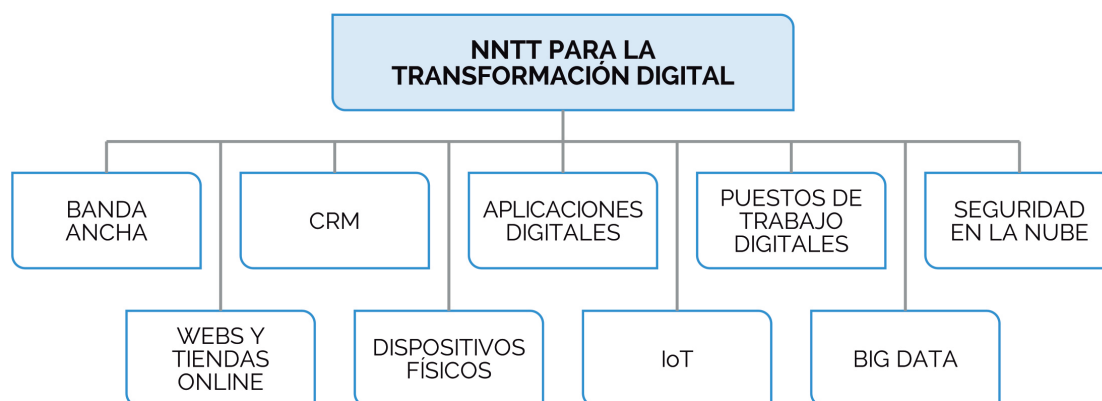 NNTT PARA LA
TRANSFORMACIÓN DIGITAL
BANDA
ANCHA
CRM
APLICACIONES
DIGITALES
PUESTOS DE
TRABAJO
DIGITALES
SEGURIDAD
EN LA NUBE
WEBS Y
TIENDAS
ONLINE
DISPOSITIVOS
FÍSICOS
IoT
BIG DATA